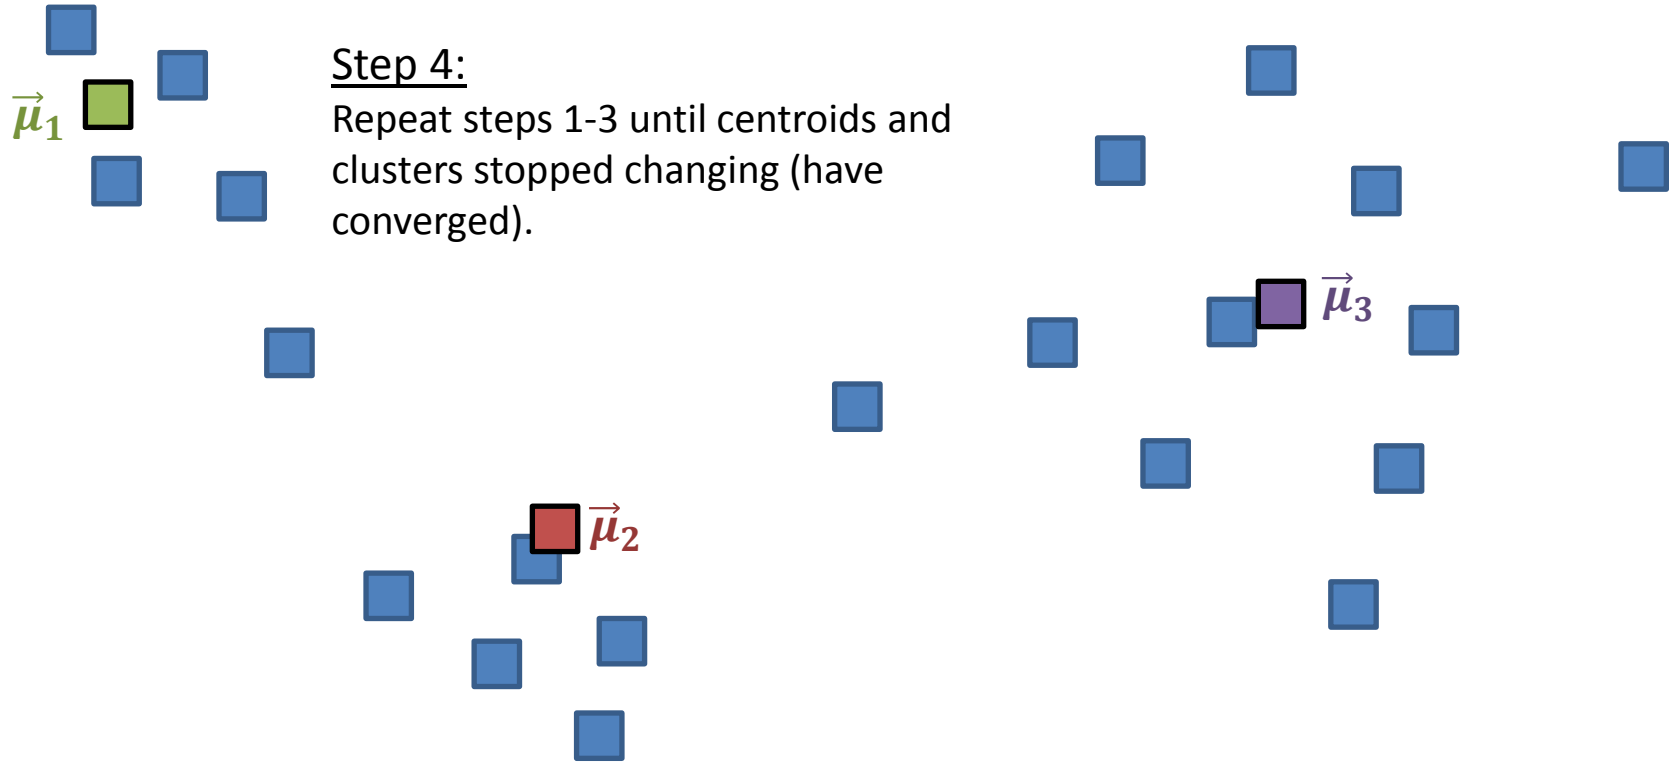 Step 4:
Repeat steps 1-3 until centroids and
clusters stopped changing (have
converged).
μ⃗₁
μ⃗₃
μ⃗₂